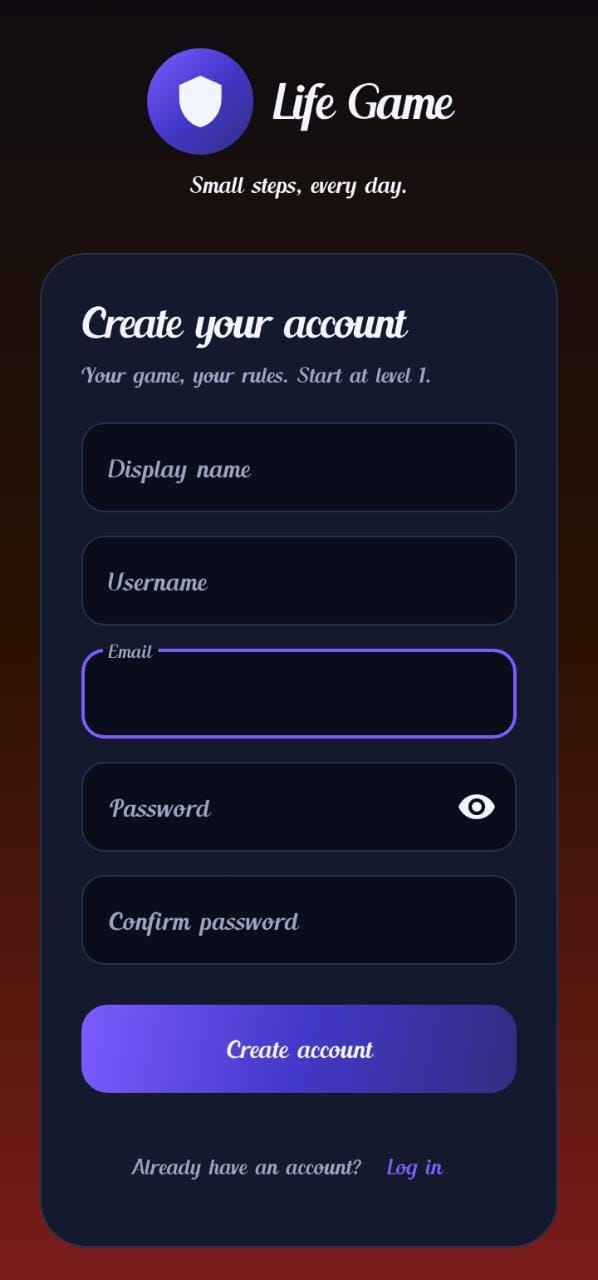 Life Game
Small steps, every day.
Create your account
Your game, your rules. Start at level 1.
Display name
Username
Email
Password
Confirm password
Create account
Already have an account? Log in